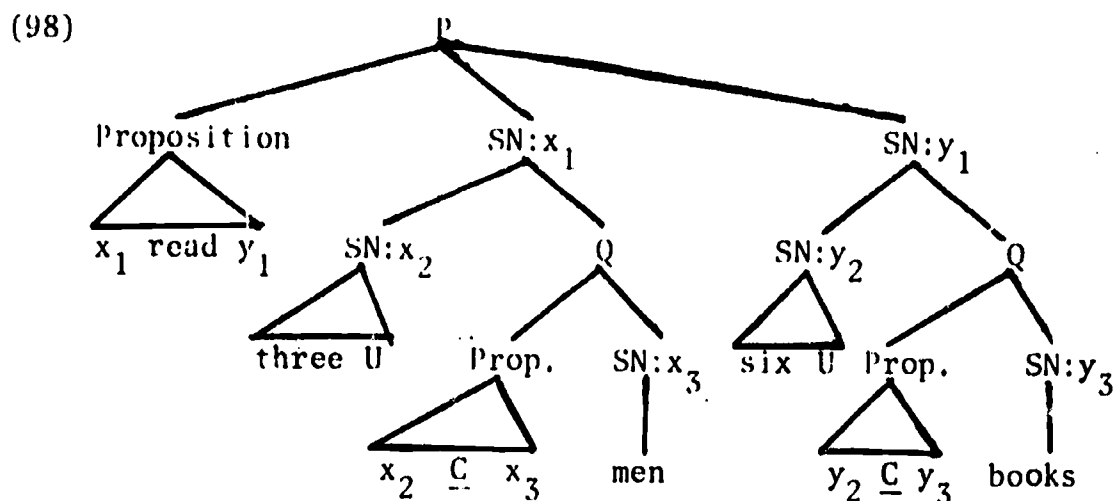 (98)
P
Proposition SN:x₁ SN:y₁
x₁ read y₁ SN:x₂ Q SN:y₂ Q
three U Prop. SN:x₃ six U Prop. SN:y₃
x₂ C x₃ men y₂ C y₃ books